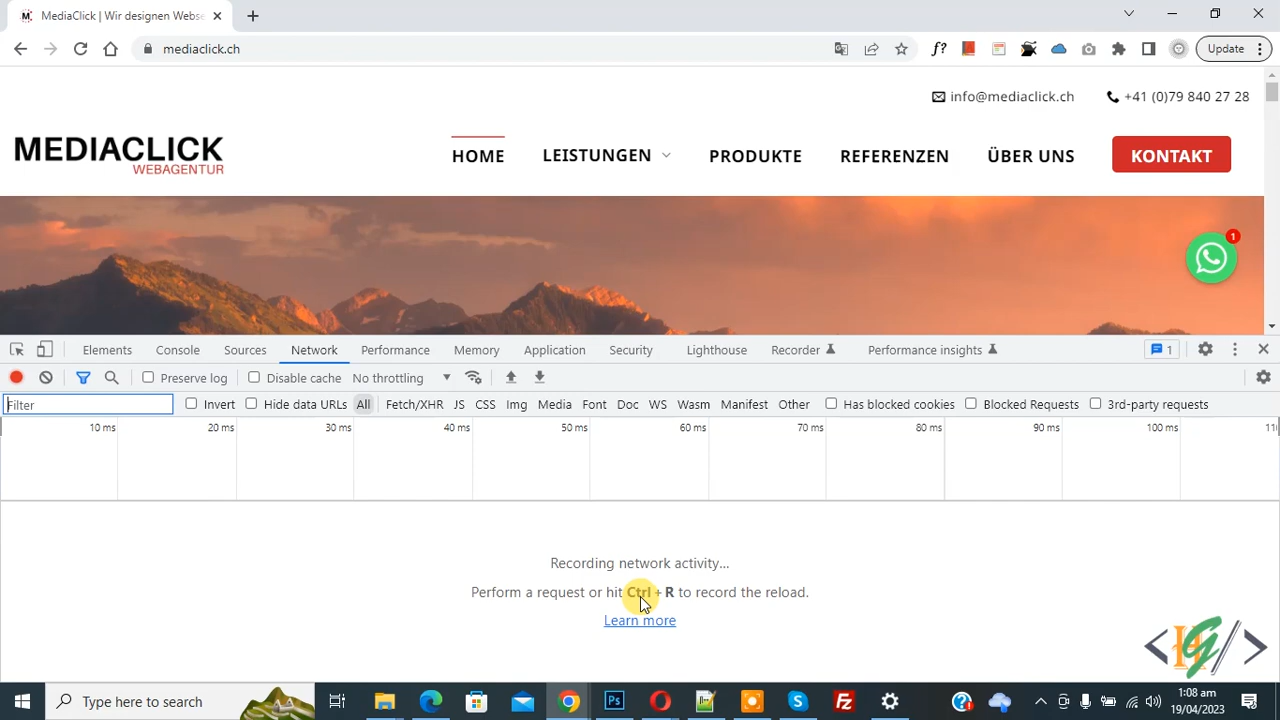 MediaClick | Wir designen Webse
mediaclick.ch
f?
Update
info@mediaclick.ch +41 (0)79 840 27 28
MEDIACLICK
WEBAGENTUR
HOME LEISTUNGEN PRODUKTE REFERENZEN ÜBER UNS KONTAKT
1
Elements Console Sources Network Performance Memory Application Security Lighthouse Recorder Performance insights 1
Preserve log Disable cache No throttling
Filter Invert Hide data URLs All Fetch/XHR JS CSS Img Media Font Doc WS Wasm Manifest Other Has blocked cookies Blocked Requests 3rd-party requests
10 ms 20 ms 30 ms 40 ms 50 ms 60 ms 70 ms 80 ms 90 ms 100 ms 11
Recording network activity...
Perform a request or hit Ctrl + R to record the reload.
Learn more
HG
Type here to search
Ps
Fz
1:08 am
19/04/2023